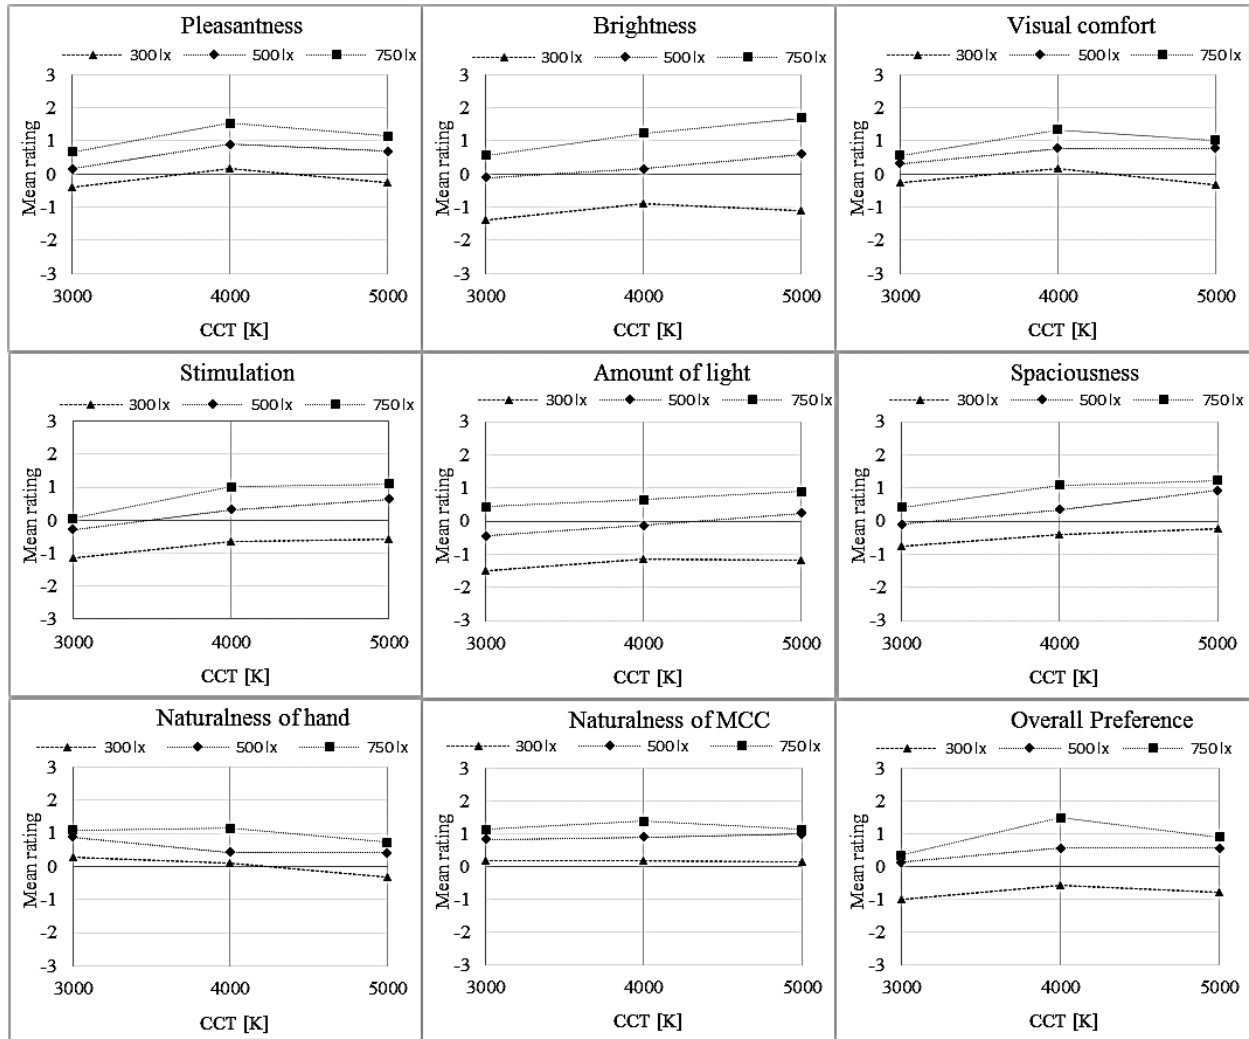 Pleasantness
300 lx 500 lx 750 lx
Mean rating
3
2
1
0
-1
-2
-3
3000 4000 5000
CCT [K]
Brightness
300 lx 500 lx 750 lx
Mean rating
3
2
1
0
-1
-2
-3
3000 4000 5000
CCT [K]
Visual comfort
300 lx 500 lx 750 lx
Mean rating
3
2
1
0
-1
-2
-3
3000 4000 5000
CCT [K]
Stimulation
300 lx 500 lx 750 lx
Mean rating
3
2
1
0
-1
-2
-3
3000 4000 5000
CCT [K]
Amount of light
300 lx 500 lx 750 lx
Mean rating
3
2
1
0
-1
-2
-3
3000 4000 5000
CCT [K]
Spaciousness
300 lx 500 lx 750 lx
Mean rating
3
2
1
0
-1
-2
-3
3000 4000 5000
CCT [K]
Naturalness of hand
300 lx 500 lx 750 lx
Mean rating
3
2
1
0
-1
-2
-3
3000 4000 5000
CCT [K]
Naturalness of MCC
300 lx 500 lx 750 lx
Mean rating
3
2
1
0
-1
-2
-3
3000 4000 5000
CCT [K]
Overall Preference
300 lx 500 lx 750 lx
Mean rating
3
2
1
0
-1
-2
-3
3000 4000 5000
CCT [K]